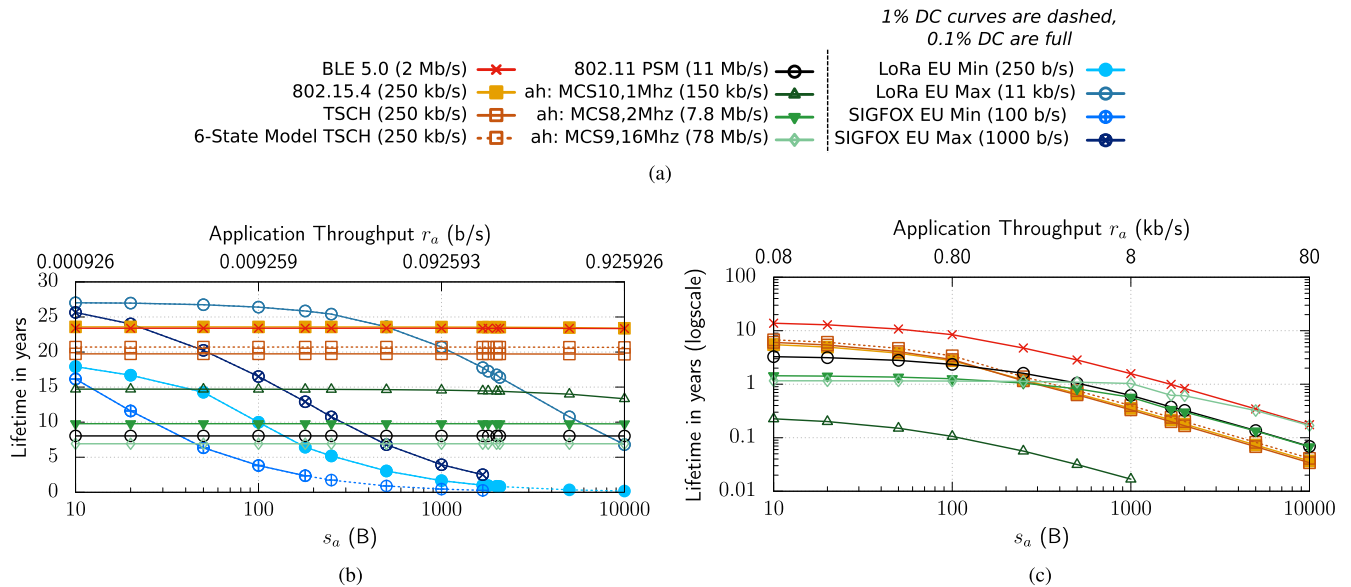 1% DC curves are dashed,
0.1% DC are full
BLE 5.0 (2 Mb/s)
802.15.4 (250 kb/s)
TSCH (250 kb/s)
6-State Model TSCH (250 kb/s)
802.11 PSM (11 Mb/s)
ah: MCS10,1Mhz (150 kb/s)
ah: MCS8,2Mhz (7.8 Mb/s)
ah: MCS9,16Mhz (78 Mb/s)
LoRa EU Min (250 b/s)
LoRa EU Max (11 kb/s)
SIGFOX EU Min (100 b/s)
SIGFOX EU Max (1000 b/s)
(a)
Application Throughput r_a (b/s)
0.000926 0.009259 0.092593 0.925926
Lifetime in years
30
25
20
15
10
5
0
10 100 1000 10000
s_a (B)
(b)
Application Throughput r_a (kb/s)
0.08 0.80 8 80
Lifetime in years (logscale)
100
10
1
0.1
0.01
10 100 1000 10000
s_a (B)
(c)